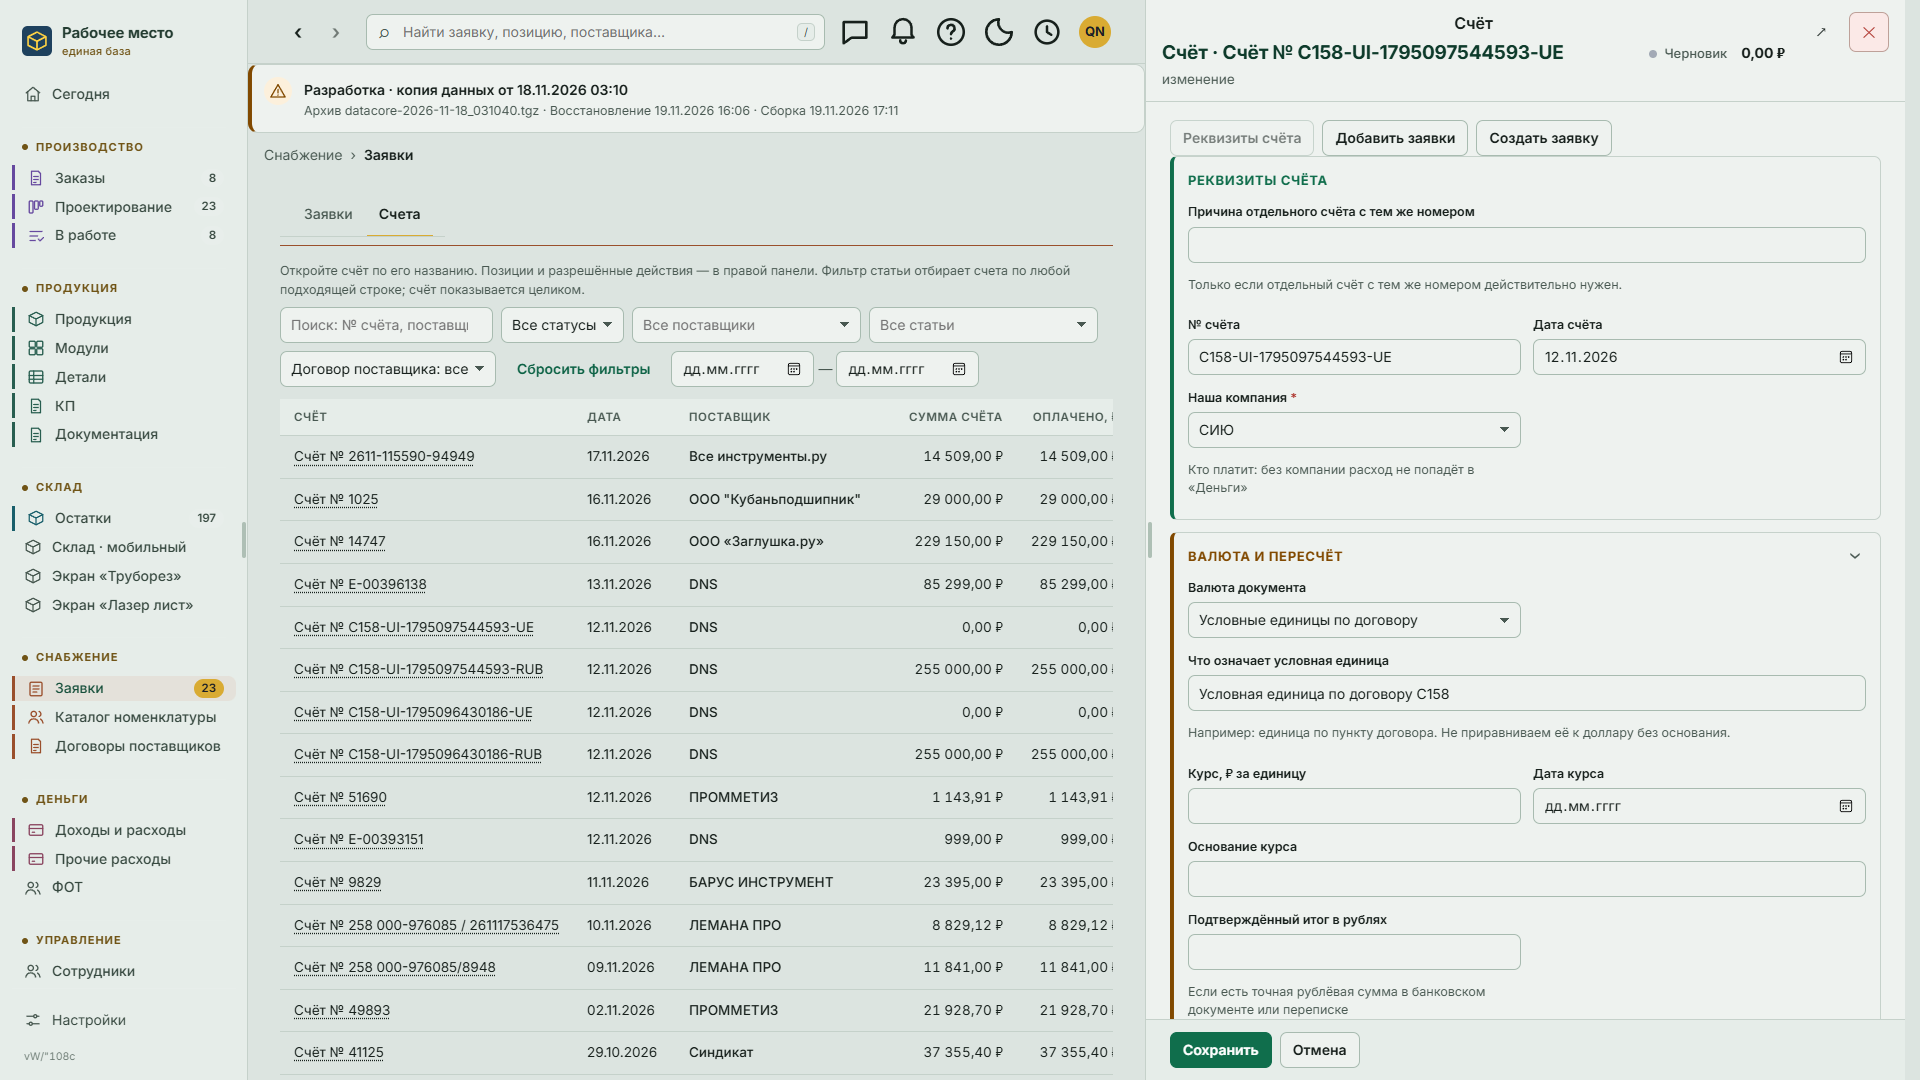 Рабочее место
единая база
Сегодня
ПРОИЗВОДСТВО
Заказы 8
Проектирование 23
В работе 8
ПРОДУКЦИЯ
Продукция
Модули
Детали
КП
Документация
СКЛАД
Остатки 197
Склад · мобильный
Экран «Труборез»
Экран «Лазер лист»
СНАБЖЕНИЕ
Заявки 23
Каталог номенклатуры
Договоры поставщиков
ДЕНЬГИ
Доходы и расходы
Прочие расходы
ФОТ
УПРАВЛЕНИЕ
Сотрудники
Настройки
vW/"108c
Найти заявку, позицию, поставщика... /
QN
Разработка · копия данных от 18.11.2026 03:10
Архив datacore-2026-11-18_031040.tgz · Восстановление 19.11.2026 16:06 · Сборка 19.11.2026 17:11
Снабжение › Заявки
Заявки Счета
Откройте счёт по его названию. Позиции и разрешённые действия — в правой панели. Фильтр статьи отбирает счета по любой
подходящей строке; счёт показывается целиком.
Поиск: № счёта, поставщи Все статусы Все поставщики Все статьи
Договор поставщика: все Сбросить фильтры дд.мм.гггг — дд.мм.гггг
СЧЁТ ДАТА ПОСТАВЩИК СУММА СЧЁТА ОПЛАЧЕНО,
Счёт № 2611-115590-94949 17.11.2026 Все инструменты.ру 14 509,00 ₽ 14 509,00
Счёт № 1025 16.11.2026 ООО "Кубаньподшипник" 29 000,00 ₽ 29 000,00
Счёт № 14747 16.11.2026 ООО «Заглушка.ру» 229 150,00 ₽ 229 150,00
Счёт № E-00396138 13.11.2026 DNS 85 299,00 ₽ 85 299,00
Счёт № C158-UI-1795097544593-UE 12.11.2026 DNS 0,00 ₽ 0,00
Счёт № C158-UI-1795097544593-RUB 12.11.2026 DNS 255 000,00 ₽ 255 000,00
Счёт № C158-UI-1795096430186-UE 12.11.2026 DNS 0,00 ₽ 0,00
Счёт № C158-UI-1795096430186-RUB 12.11.2026 DNS 255 000,00 ₽ 255 000,00
Счёт № 51690 12.11.2026 ПРОММЕТИЗ 1 143,91 ₽ 1 143,91
Счёт № E-00393151 12.11.2026 DNS 999,00 ₽ 999,00
Счёт № 9829 11.11.2026 БАРУС ИНСТРУМЕНТ 23 395,00 ₽ 23 395,00
Счёт № 258 000-976085 / 261117536475 10.11.2026 ЛЕМАНА ПРО 8 829,12 ₽ 8 829,12
Счёт № 258 000-976085/8948 09.11.2026 ЛЕМАНА ПРО 11 841,00 ₽ 11 841,00
Счёт № 49893 02.11.2026 ПРОММЕТИЗ 21 928,70 ₽ 21 928,70
Счёт № 41125 29.10.2026 Синдикат 37 355,40 ₽ 37 355,40
Счёт
Счёт · Счёт № C158-UI-1795097544593-UE
Черновик 0,00 ₽
изменение
Реквизиты счёта Добавить заявки Создать заявку
РЕКВИЗИТЫ СЧЁТА
Причина отдельного счёта с тем же номером
Только если отдельный счёт с тем же номером действительно нужен.
№ счёта Дата счёта
C158-UI-1795097544593-UE 12.11.2026
Наша компания *
СИЮ
Кто платит: без компании расход не попадёт в
«Деньги»
ВАЛЮТА И ПЕРЕСЧЁТ
Валюта документа
Условные единицы по договору
Что означает условная единица
Условная единица по договору C158
Например: единица по пункту договора. Не приравниваем её к доллару без основания.
Курс, ₽ за единицу Дата курса
дд.мм.гггг
Основание курса
Подтверждённый итог в рублях
Если есть точная рублёвая сумма в банковском
документе или переписке
Сохранить Отмена